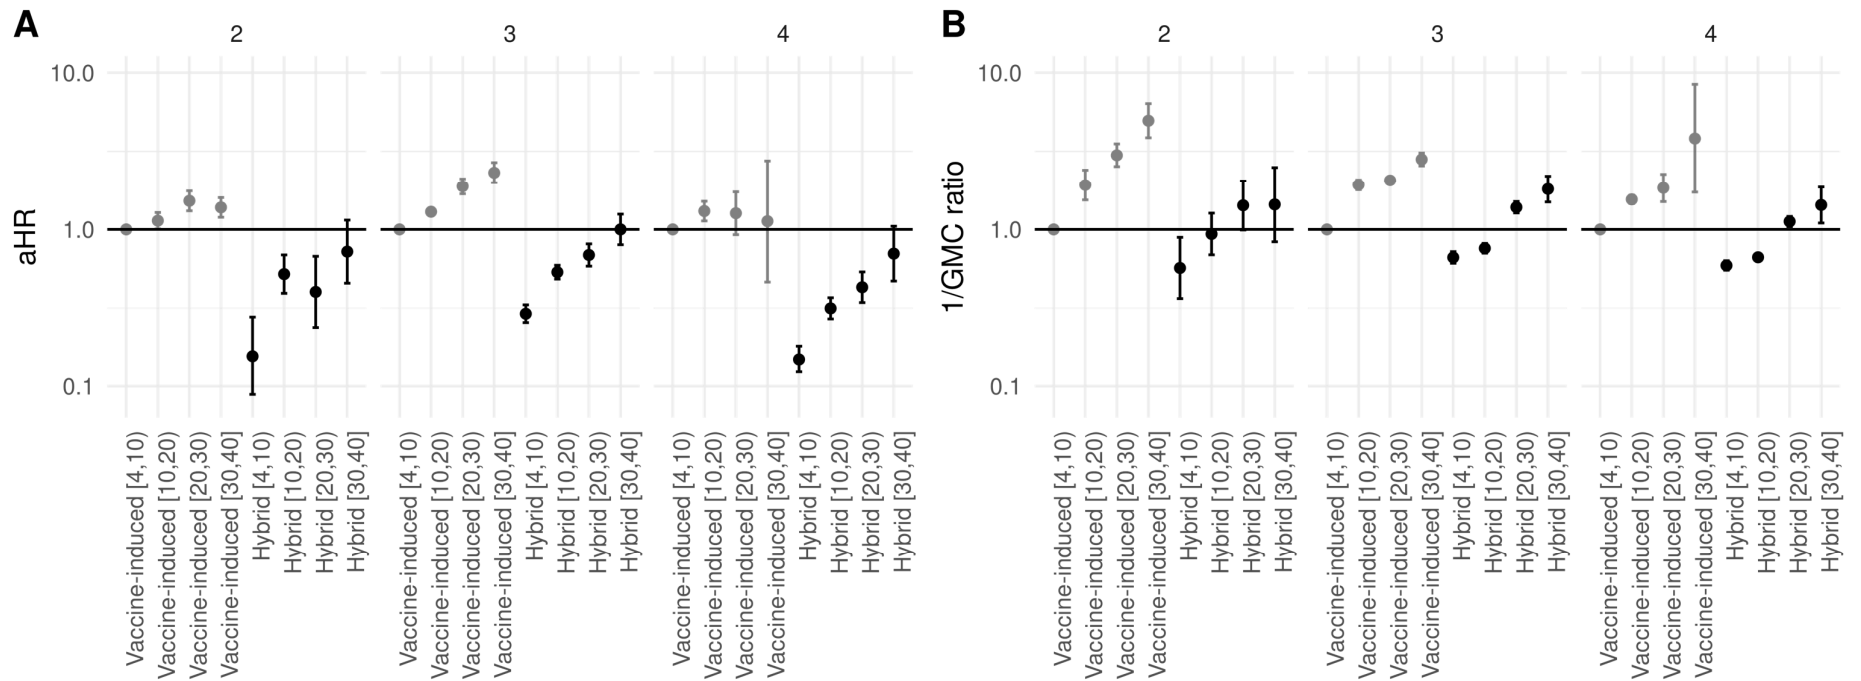 A
2
3
4
10.0
1.0
0.1
aHR
Vaccine-induced [4,10)
Vaccine-induced [10,20)
Vaccine-induced [20,30)
Vaccine-induced [30,40]
Hybrid [4,10)
Hybrid [10,20)
Hybrid [20,30)
Hybrid [30,40]
Vaccine-induced [4,10)
Vaccine-induced [10,20)
Vaccine-induced [20,30)
Vaccine-induced [30,40]
Hybrid [4,10)
Hybrid [10,20)
Hybrid [20,30)
Hybrid [30,40]
Vaccine-induced [4,10)
Vaccine-induced [10,20)
Vaccine-induced [20,30)
Vaccine-induced [30,40]
Hybrid [4,10)
Hybrid [10,20)
Hybrid [20,30)
Hybrid [30,40]
B
2
3
4
10.0
1.0
0.1
1/GMC ratio
Vaccine-induced [4,10)
Vaccine-induced [10,20)
Vaccine-induced [20,30)
Vaccine-induced [30,40]
Hybrid [4,10)
Hybrid [10,20)
Hybrid [20,30)
Hybrid [30,40]
Vaccine-induced [4,10)
Vaccine-induced [10,20)
Vaccine-induced [20,30)
Vaccine-induced [30,40]
Hybrid [4,10)
Hybrid [10,20)
Hybrid [20,30)
Hybrid [30,40]
Vaccine-induced [4,10)
Vaccine-induced [10,20)
Vaccine-induced [20,30)
Vaccine-induced [30,40]
Hybrid [4,10)
Hybrid [10,20)
Hybrid [20,30)
Hybrid [30,40]